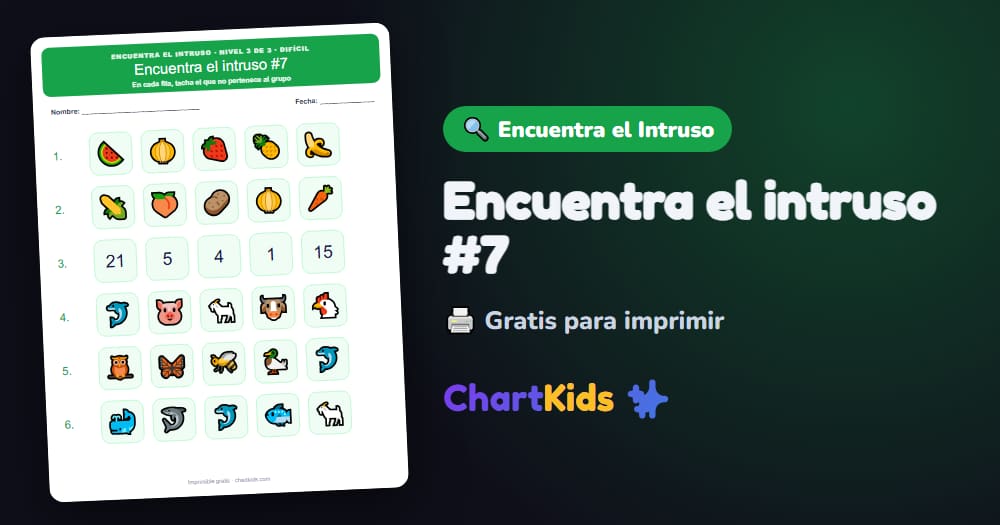 ENCUENTRA EL INTRUSO · NIVEL 3 DE 3 · DIFÍCIL
Encuentra el intruso #7
En cada fila, tacha el que no pertenece al grupo
Nombre: ____________ Fecha: ____________
1.
2.
3. 21 5 4 1 15
4.
5.
6.
Imprimible gratis · chartkids.com
Encuentra el Intruso
Encuentra el intruso
#7
Gratis para imprimir
ChartKids